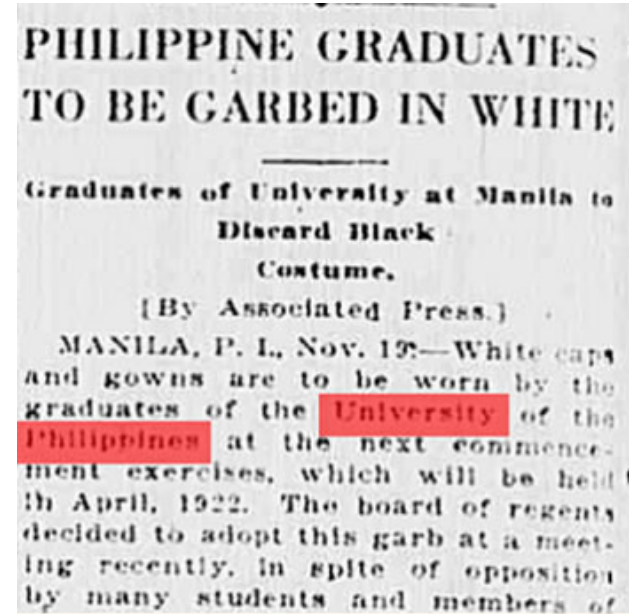 PHILIPPINE GRADUATES
TO BE GARBED IN WHITE
Graduates of University at Manila to
Discard Black
Costume.
[By Associated Press.]
MANILA, P. I., Nov. 19—White caps
and gowns are to be worn by the
graduates of the University of the
Philippines at the next commence-
ment exercises, which will be held
in April, 1922. The board of regents
decided to adopt this garb at a meet-
ing recently, in spite of opposition
by many students and members of